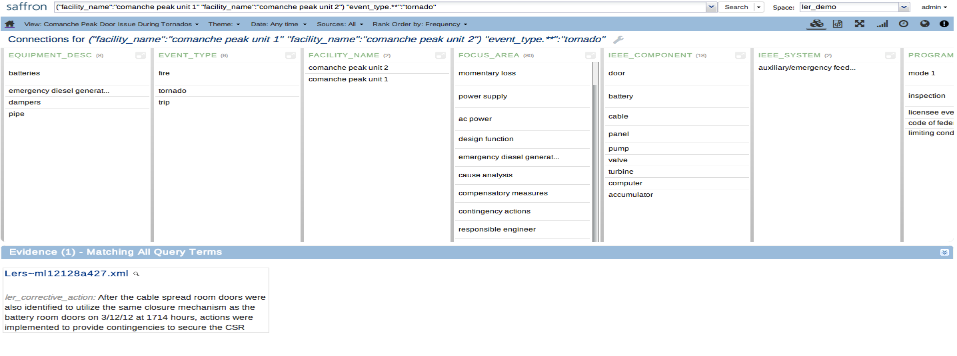 saffron
("facility_name":"comanche peak unit 1" "facility_name":"comanche peak unit 2") "event_type.**":"tornado"
Search
Space:
ler_demo
admin
View: Comanche Peak Door Issue During Tornados
Theme:
Date: Any time
Sources: All
Rank Order by: Frequency
Connections for ("facility_name":"comanche peak unit 1" "facility_name":"comanche peak unit 2") "event_type.**":"tornado"
EQUIPMENT_DESC
batteries
emergency diesel generat...
dampers
pipe
EVENT_TYPE
fire
tornado
trip
FACILITY_NAME (2)
comanche peak unit 2
comanche peak unit 1
FOCUS_AREA
momentary loss
power supply
ac power
design function
emergency diesel generat...
cause analysis
compensatory measures
contingency actions
responsible engineer
IEEE_COMPONENT
door
battery
cable
panel
pump
valve
turbine
computer
accumulator
IEEE_SYSTEM (2)
auxiliary/emergency feed...
PROGRAM
mode 1
inspection
licensee eve
code of fede
limiting cond
Evidence (1) - Matching All Query Terms
Lers-ml12128a427.xml
ler_corrective_action: After the cable spread room doors were
also identified to utilize the same closure mechanism as the
battery room doors on 3/12/12 at 1714 hours, actions were
implemented to provide contingencies to secure the CSR